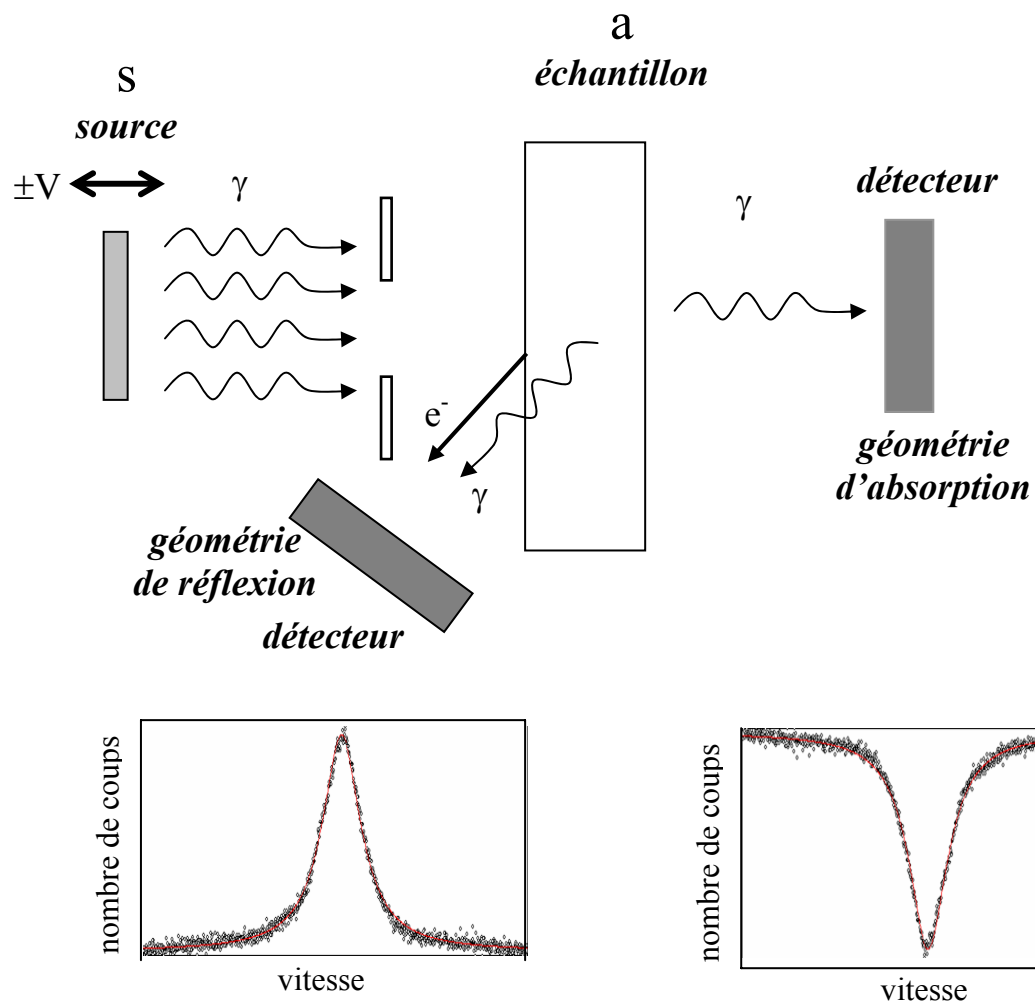 a
échantillon
s
source
±V
γ
détecteur
γ
e-
γ
géométrie
d’absorption
géométrie
de réflexion
détecteur
nombre de coups
vitesse
nombre de coups
vitesse